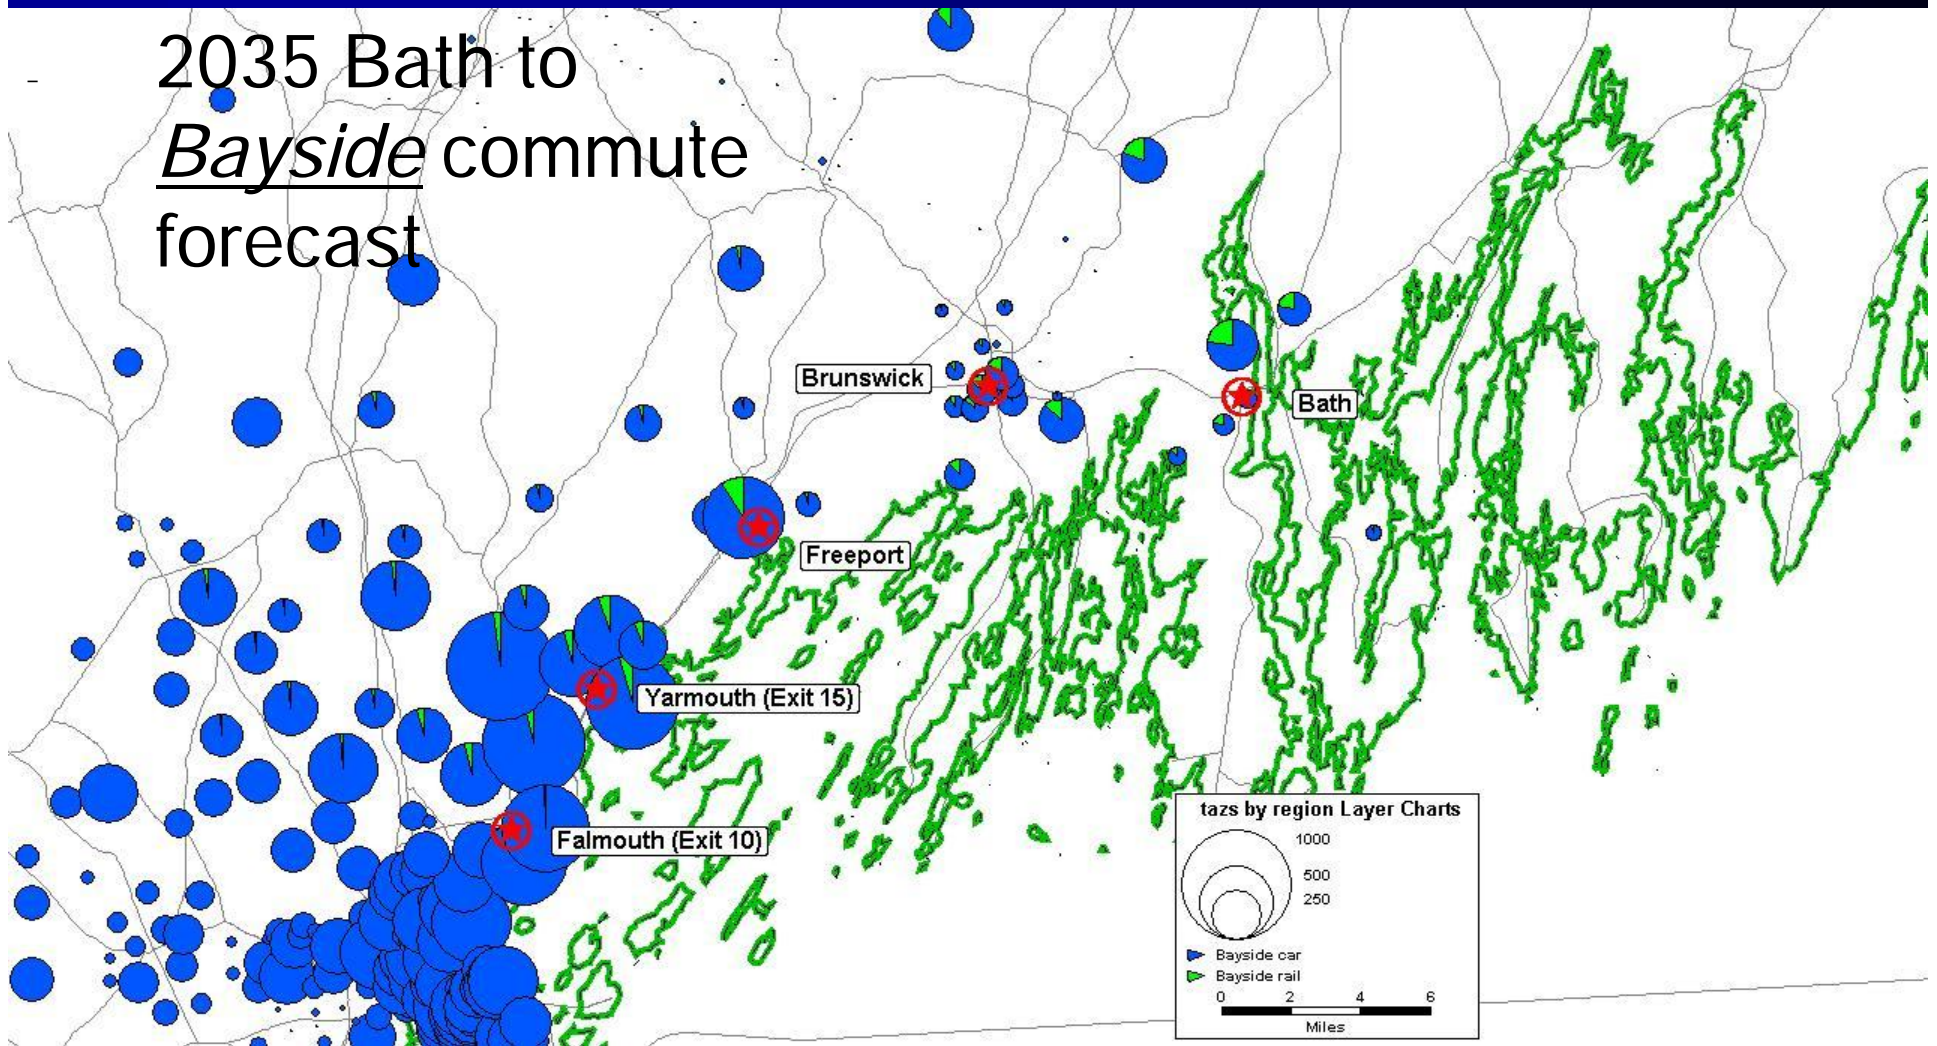 2035 Bath to
Bayside commute
forecast
Brunswick
Bath
Freeport
Yarmouth (Exit 15)
Falmouth (Exit 10)
tazs by region Layer Charts
1000
500
250
Bayside car
Bayside rail
0 2 4 6
Miles